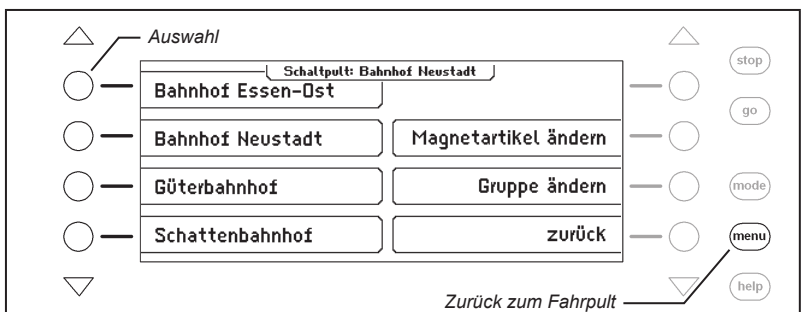 Auswahl
Schaltpult: Bahnhof Neustadt
Bahnhof Essen-Ost
Bahnhof Neustadt
Magnetartikel ändern
Güterbahnhof
Gruppe ändern
Schattenbahnhof
zurück
stop
go
mode
menu
help
Zurück zum Fahrpult